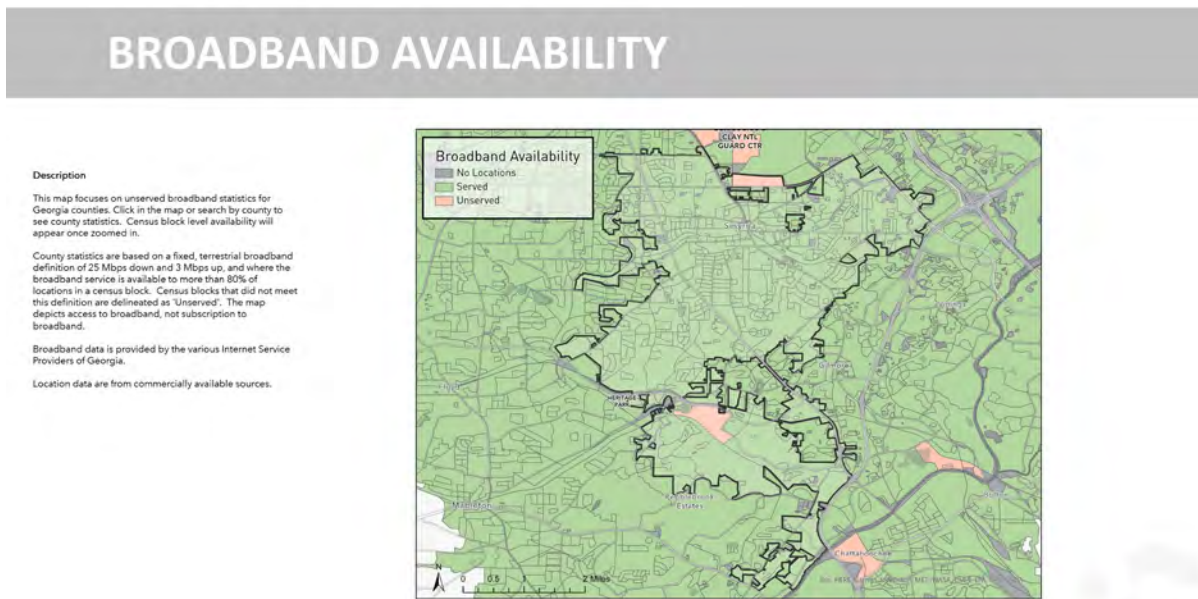 BROADBAND AVAILABILITY
Description
This map focuses on unserved broadband statistics for
Georgia counties. Click in the map or search by county to
see county statistics. Census block level availability will
appear once zoomed in.
County statistics are based on a fixed, terrestrial broadband
definition of 25 Mbps down and 3 Mbps up, and where the
broadband service is available to more than 80% of
locations in a census block. Census blocks that did not meet
this definition are delineated as 'Unserved'. The map
depicts access to broadband, not subscription to
broadband.
Broadband data is provided by the various Internet Service
Providers of Georgia.
Location data are from commercially available sources.
Broadband Availability
No Locations
Served
Unserved
CLAY NTL
GUARD CTR
Smyrna
HERITAGE
PARK
Estates
Mableton
Chattahoochee
N
0 0.5 1 2 Miles